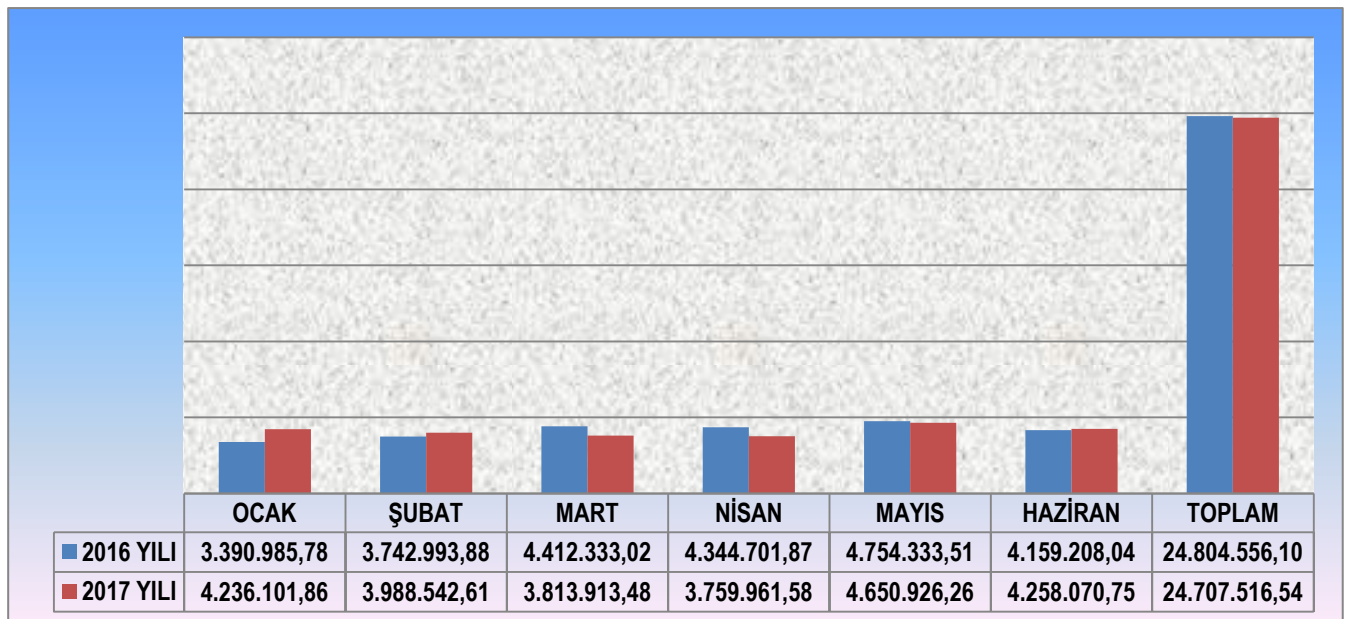 OCAK ŞUBAT MART NİSAN MAYIS HAZİRAN TOPLAM
2016 YILI 3.390.985,78 3.742.993,88 4.412.333,02 4.344.701,87 4.754.333,51 4.159.208,04 24.804.556,10
2017 YILI 4.236.101,86 3.988.542,61 3.813.913,48 3.759.961,58 4.650.926,26 4.258.070,75 24.707.516,54